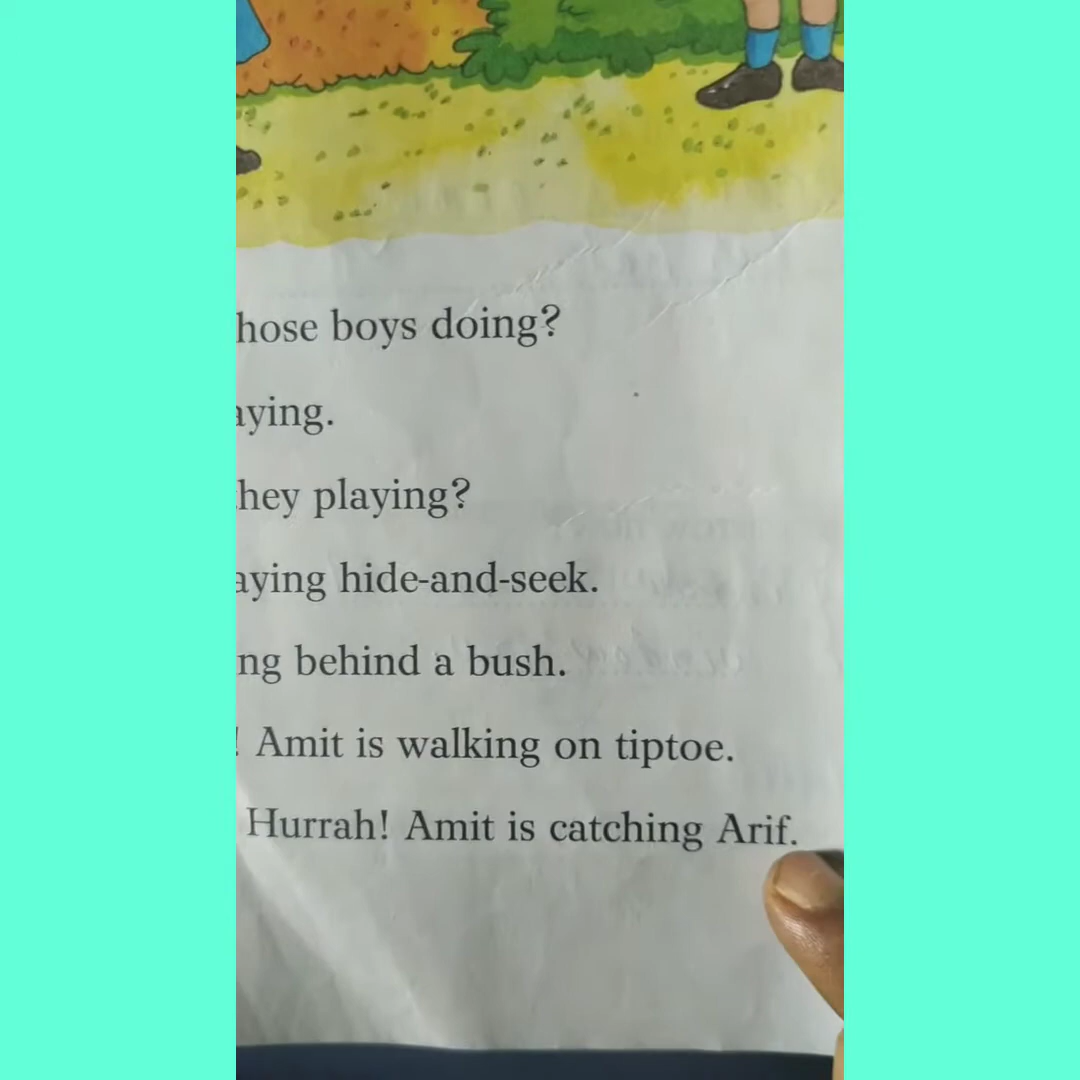 hose boys doing?
aying.
hey playing?
aying hide-and-seek.
ng behind a bush.
! Amit is walking on tiptoe.
Hurrah! Amit is catching Arif.